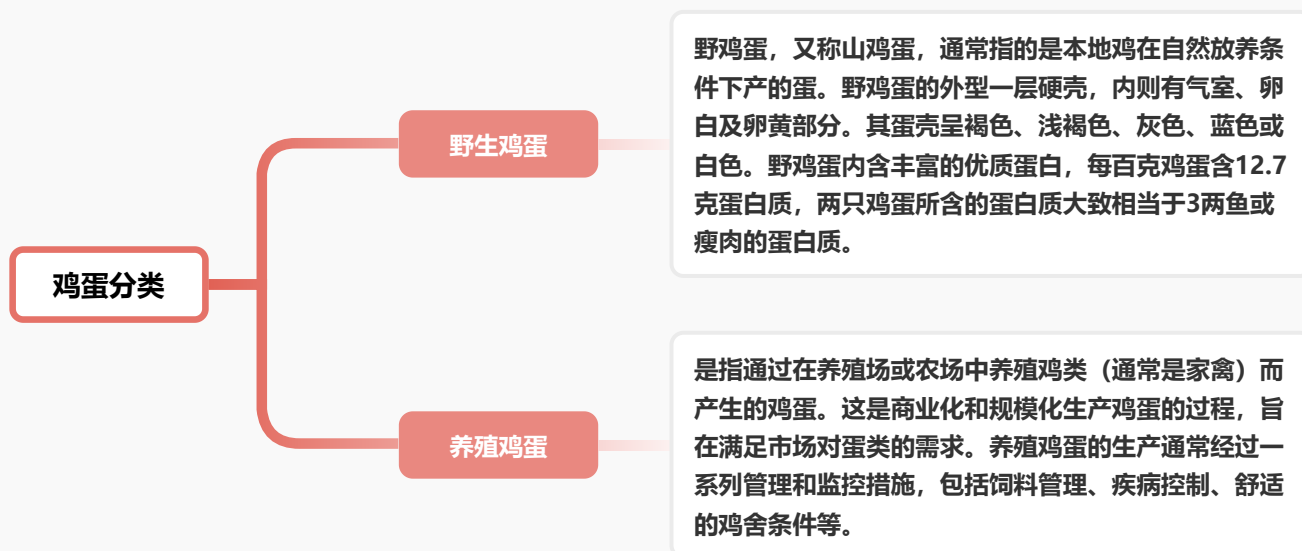 鸡蛋分类
野生鸡蛋
野鸡蛋，又称山鸡蛋，通常指的是本地鸡在自然放养条
件下产的蛋。野鸡蛋的外型一层硬壳，内则有气室、卵
白及卵黄部分。其蛋壳呈褐色、浅褐色、灰色、蓝色或
白色。野鸡蛋内含丰富的优质蛋白，每百克鸡蛋含12.7
克蛋白质，两只鸡蛋所含的蛋白质大致相当于3两鱼或
瘦肉的蛋白质。
养殖鸡蛋
是指通过在养殖场或农场中养殖鸡类（通常是家禽）而
产生的鸡蛋。这是商业化和规模化生产鸡蛋的过程，旨
在满足市场对蛋类的需求。养殖鸡蛋的生产通常经过一
系列管理和监控措施，包括饲料管理、疾病控制、舒适
的鸡舍条件等。